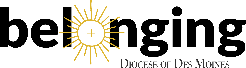 belonging
DIOCESE OF DES MOINES